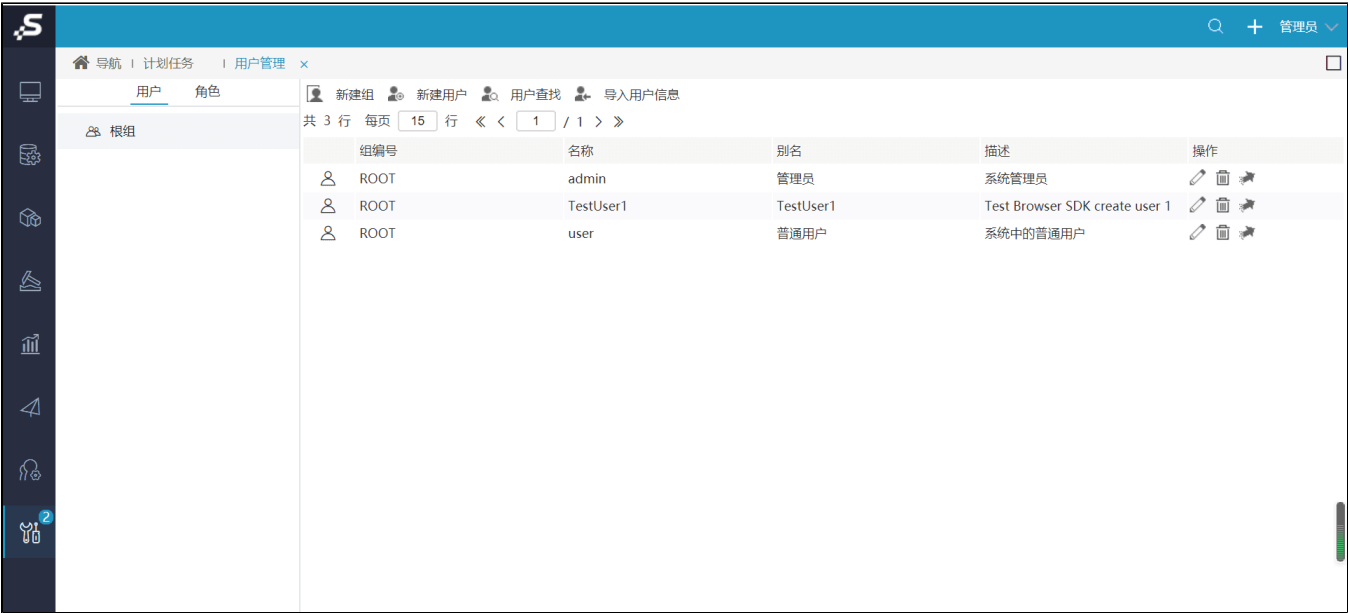 管理员
导航 计划任务 用户管理
用户 角色
根组
新建组 新建用户 用户查找 导入用户信息
共 3 行 每页 15 行 1 / 1
组编号 名称 别名 描述 操作
ROOT admin 管理员 系统管理员
ROOT TestUser1 TestUser1 Test Browser SDK create user 1
ROOT user 普通用户 系统中的普通用户
2